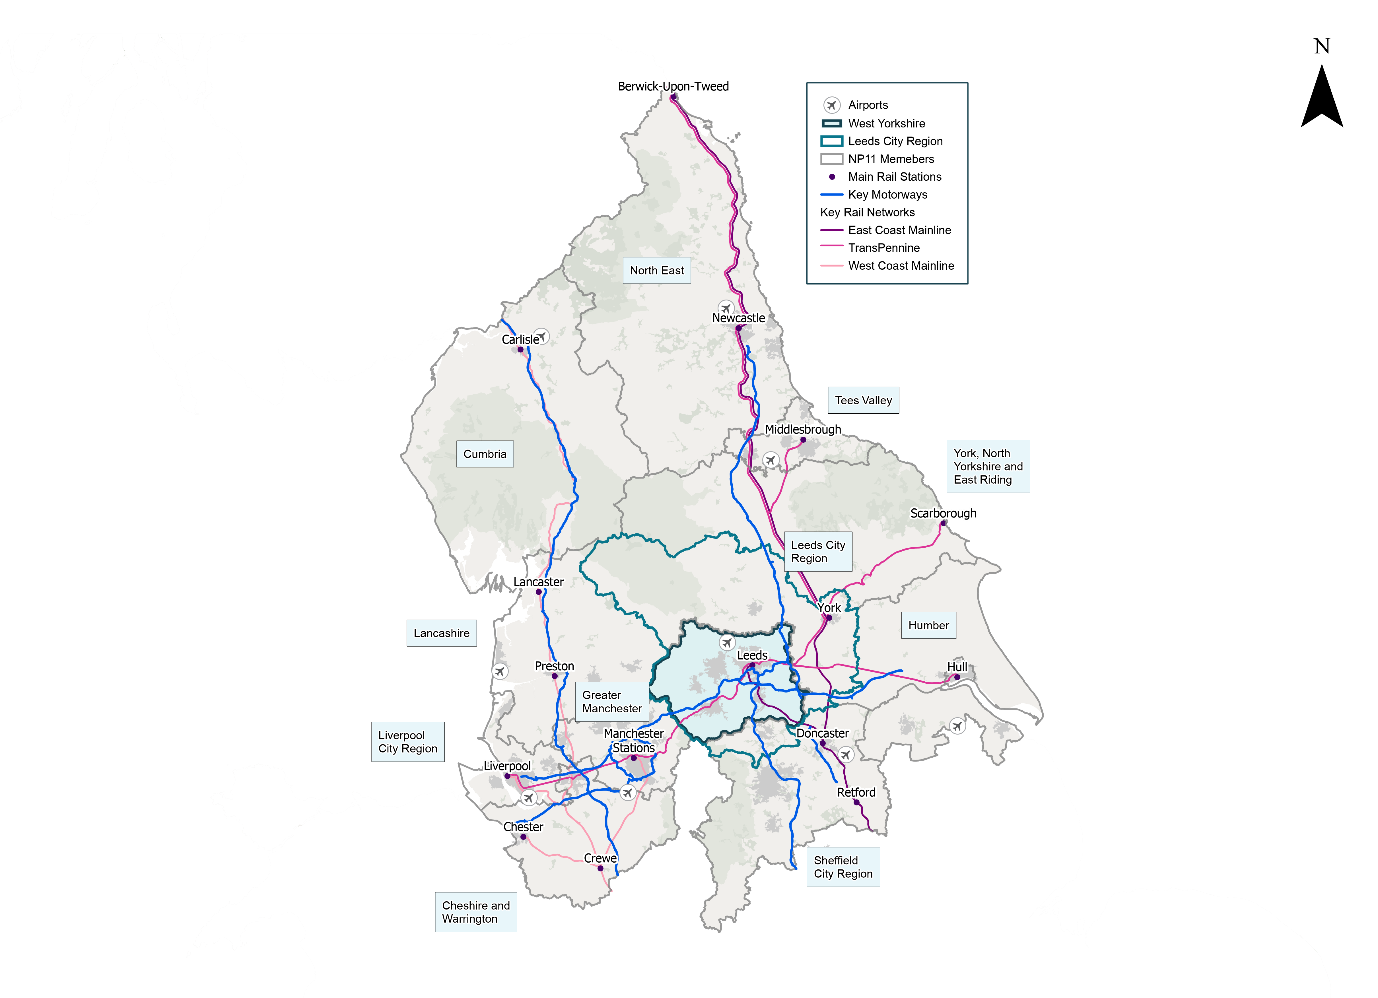 N
Berwick-Upon-Tweed
Airports
West Yorkshire
Leeds City Region
NP11 Memebers
Main Rail Stations
Key Motorways
Key Rail Networks
East Coast Mainline
TransPennine
West Coast Mainline
North East
Newcastle
Carlisle
Tees Valley
Middlesbrough
Cumbria
York, North
Yorkshire and
East Riding
Scarborough
Leeds City
Region
Lancaster
York
Humber
Lancashire
Leeds
Preston
Hull
Greater
Manchester
Liverpool
City Region
Manchester
Stations
Doncaster
Liverpool
Retford
Chester
Crewe
Sheffield
City Region
Cheshire and
Warrington